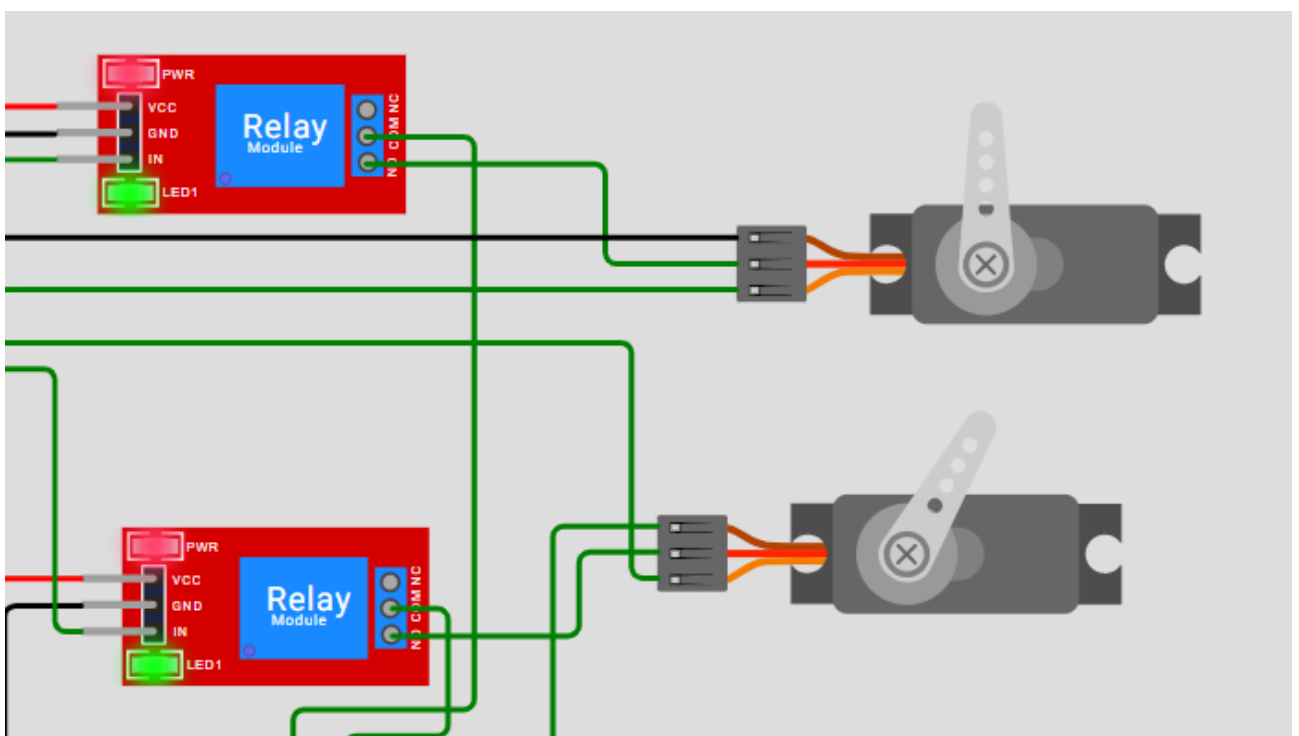 PWR
VCC
GND
IN
LED1
Relay
Module
NO COM NC
PWR
VCC
GND
IN
LED1
Relay
Module
NO COM NC